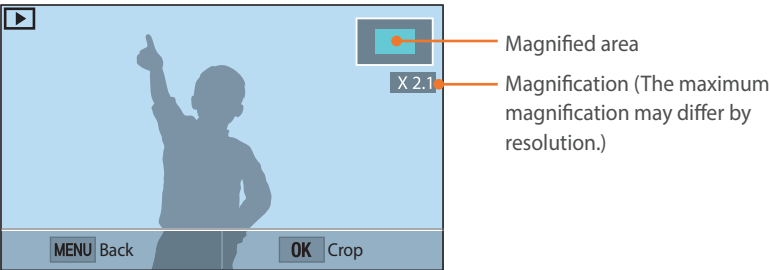 Magnified area
X 2.1
Magnification (The maximum
magnification may differ by
resolution.)
MENU Back
OK Crop